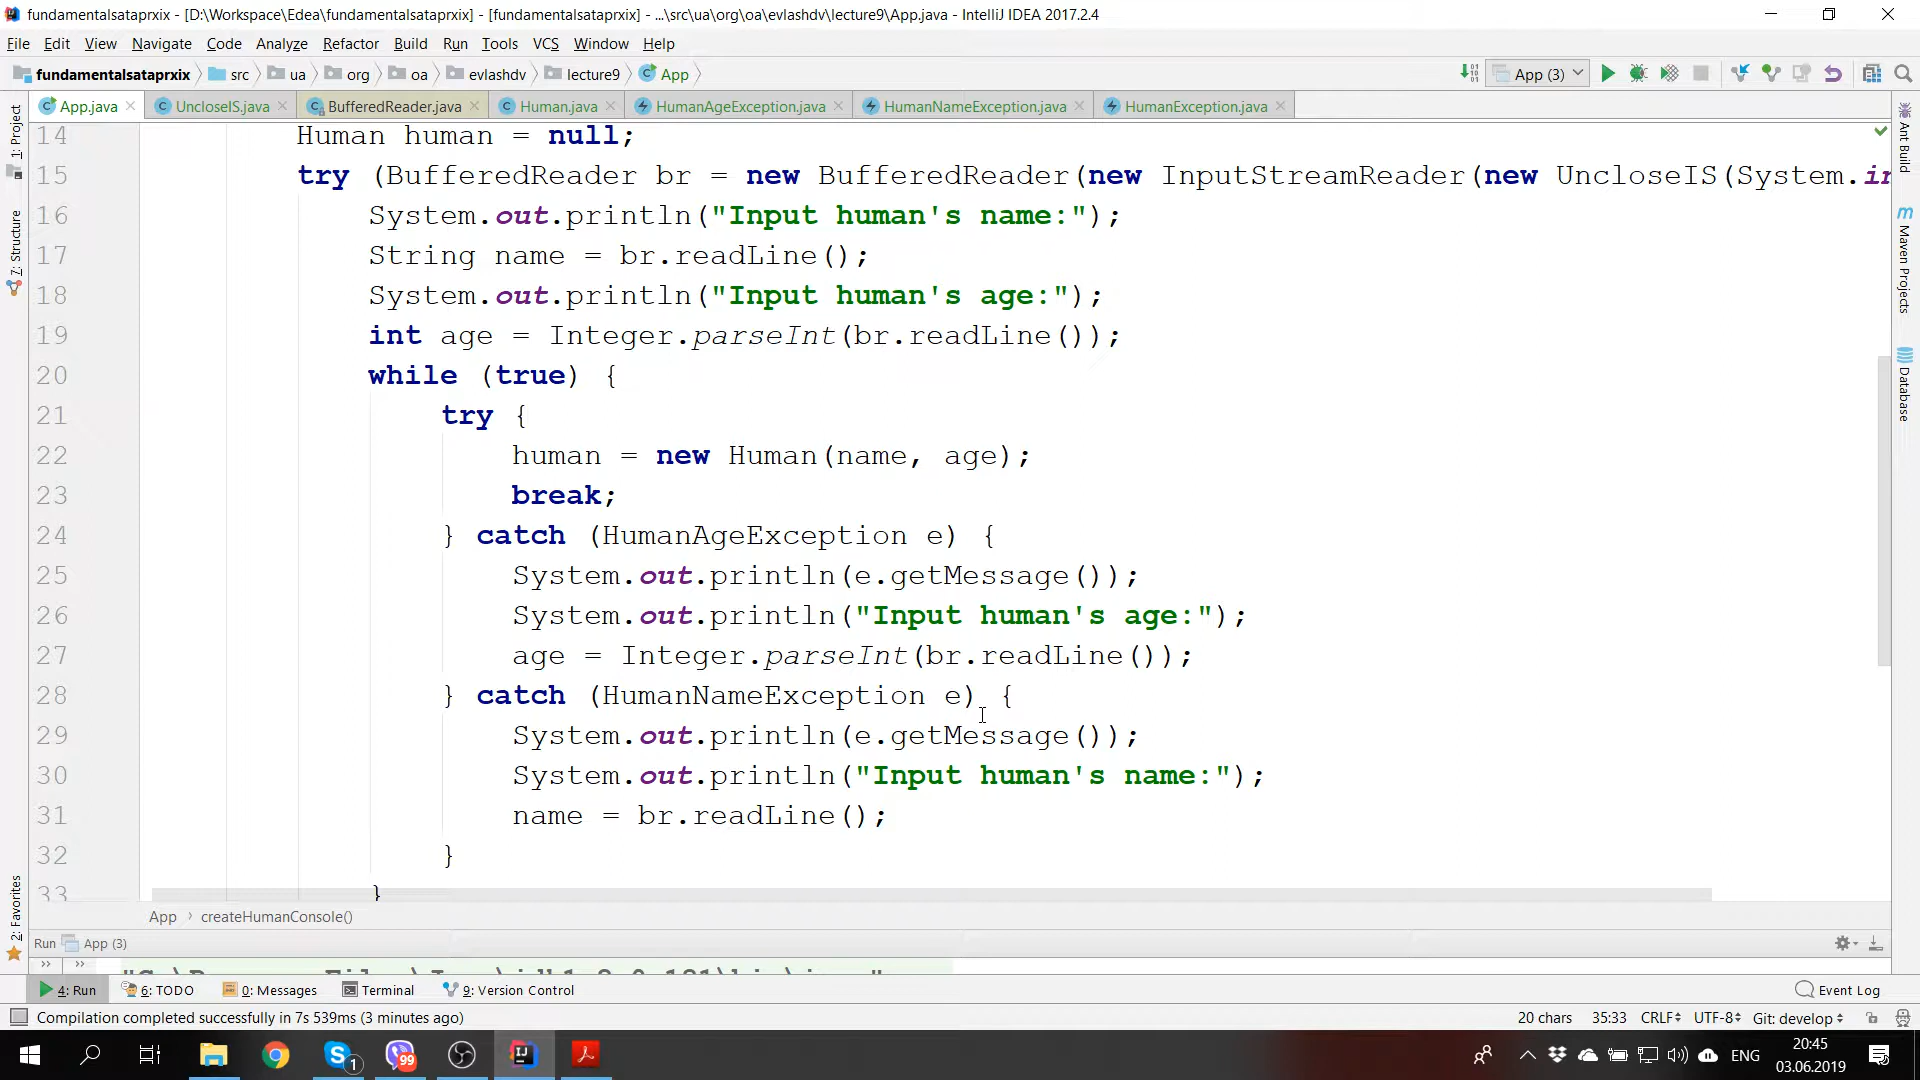 fundamentalsataprxix - [D:\Workspace\Edea\fundamentalsataprxix] - [fundamentalsataprxix] - ...\src\ua\org\oa\evlashdv\lecture9\App.java - IntelliJ IDEA 2017.2.4
File Edit View Navigate Code Analyze Refactor Build Run Tools VCS Window Help
fundamentalsataprxix src ua org oa evlashdv lecture9 App App (3)
App.java UncloseIS.java BufferedReader.java Human.java HumanAgeException.java HumanNameException.java HumanException.java
1: Project
7: Structure
2: Favorites
Ant Build
Maven Projects
Database
14 Human human = null;
15 try (BufferedReader br = new BufferedReader(new InputStreamReader(new UncloseIS(System.in
16 System.out.println("Input human's name:");
17 String name = br.readLine();
18 System.out.println("Input human's age:");
19 int age = Integer.parseInt(br.readLine());
20 while (true) {
21 try {
22 human = new Human(name, age);
23 break;
24 } catch (HumanAgeException e) {
25 System.out.println(e.getMessage());
26 System.out.println("Input human's age:");
27 age = Integer.parseInt(br.readLine());
28 } catch (HumanNameException e) {
29 System.out.println(e.getMessage());
30 System.out.println("Input human's name:");
31 name = br.readLine();
32 }
33 }
App › createHumanConsole()
Run App (3)
4: Run 6: TODO 0: Messages Terminal 9: Version Control Event Log
Compilation completed successfully in 7s 539ms (3 minutes ago) 20 chars 35:33 CRLF UTF-8 Git: develop
1 99 ENG 20:45
03.06.2019